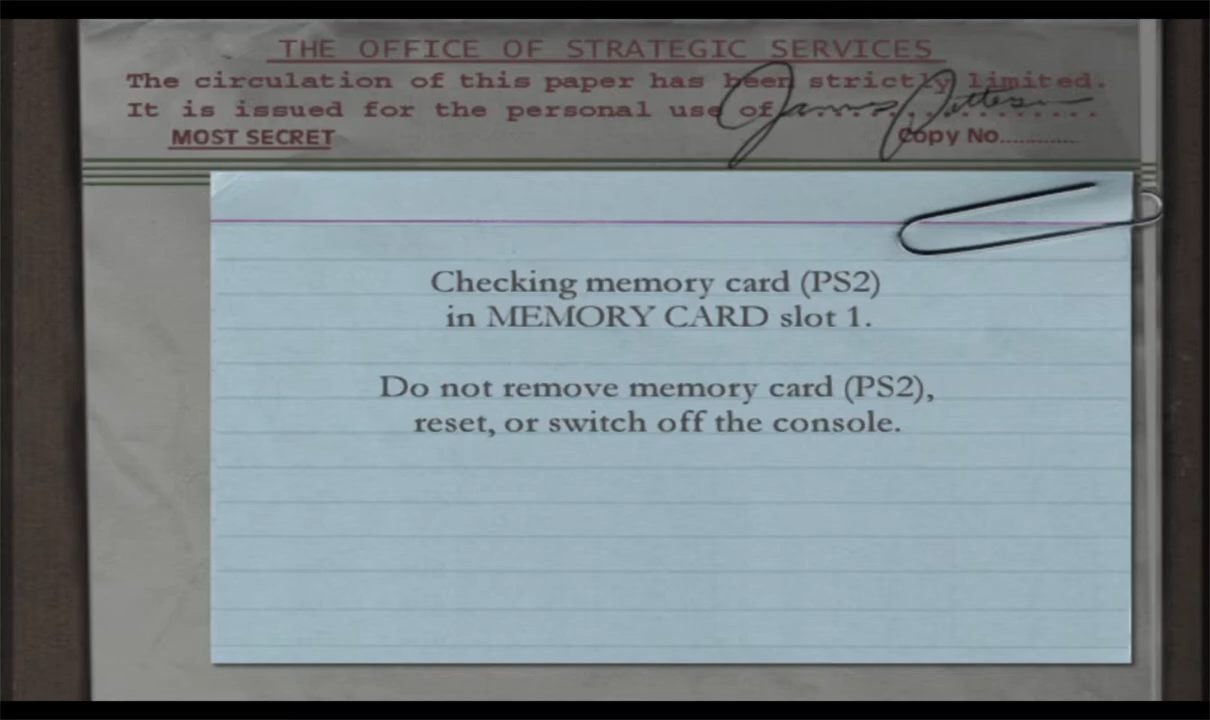 THE OFFICE OF STRATEGIC SERVICES
The circulation of this paper has been strictly limited.
It is issued for the personal use of....................
MOST SECRET
Copy No............
Checking memory card (PS2)
in MEMORY CARD slot 1.
Do not remove memory card (PS2),
reset, or switch off the console.